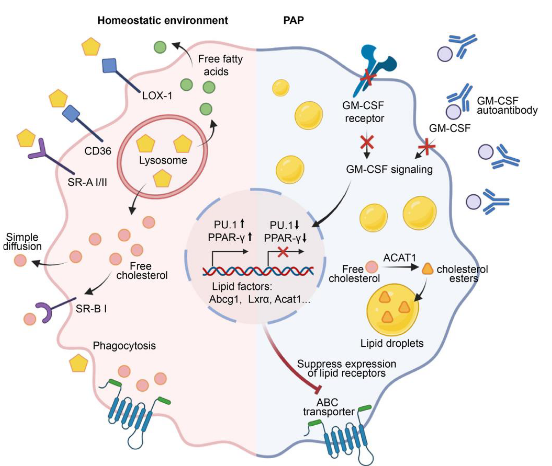 Homeostatic environment
PAP
Free fatty
acids
LOX-1
CD36
SR-A I/II
Lysosome
Simple
diffusion
Free
cholesterol
SR-B I
Phagocytosis
GM-CSF
receptor
GM-CSF
autoantibody
GM-CSF
GM-CSF signaling
PU.1
PPAR-γ
PU.1
PPAR-γ
Lipid factors:
Abcg1, Lxrα, Acat1...
Free
cholesterol
ACAT1
cholesterol
esters
Lipid droplets
Suppress expression
of lipid receptors
ABC
transporter